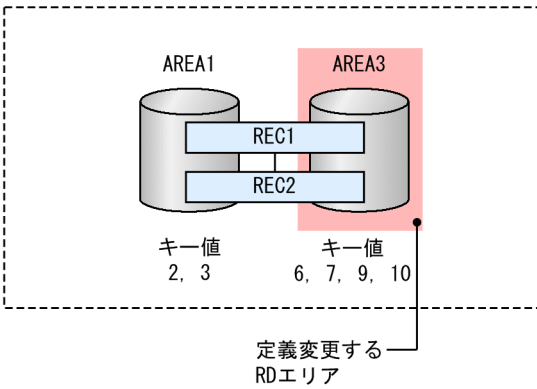 AREA1
AREA3
REC1
REC2
キー値
2, 3
キー値
6, 7, 9, 10
定義変更する
RDエリア